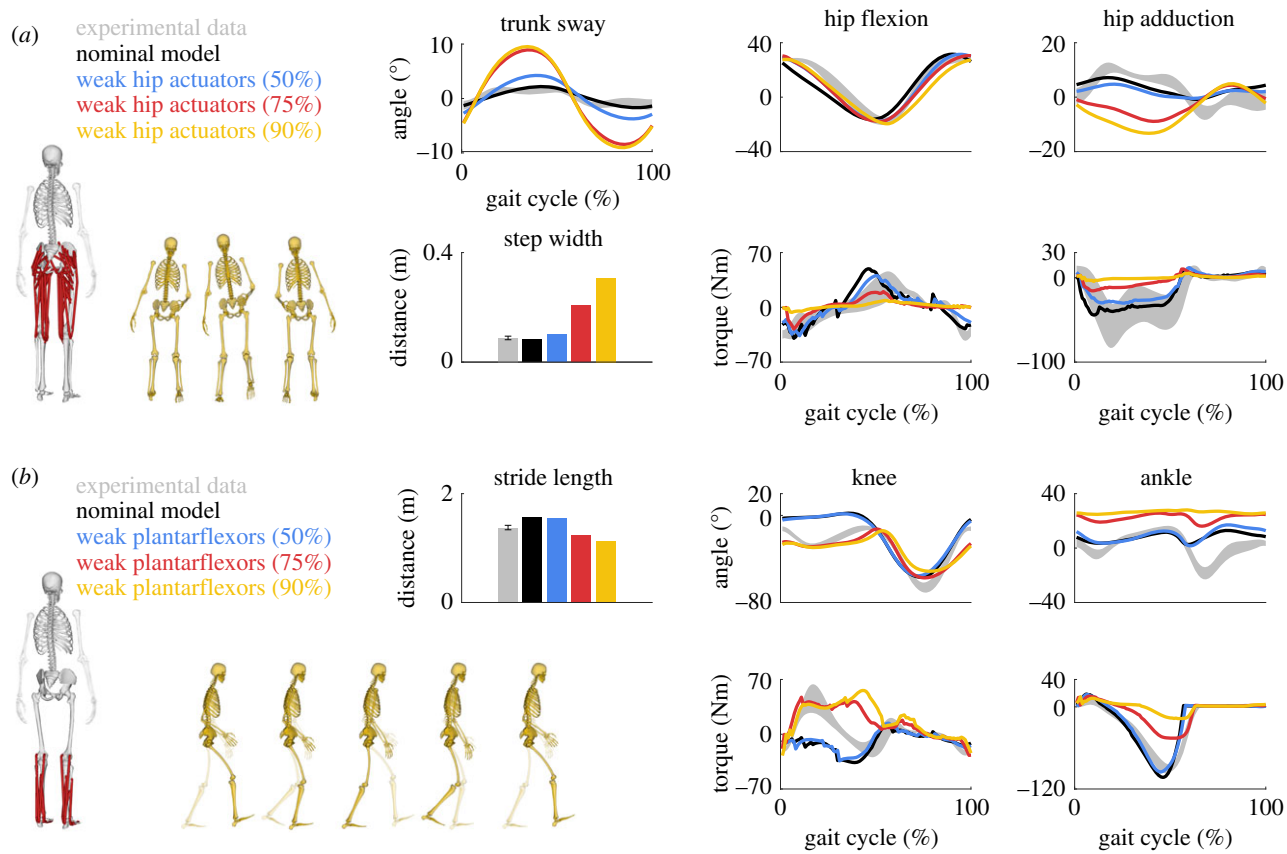 (a)
experimental data
nominal model
weak hip actuators (50%)
weak hip actuators (75%)
weak hip actuators (90%)
trunk sway
hip flexion
hip adduction
angle (°)
10
0
−10
0
100
gait cycle (%)
40
0
−40
20
0
−20
step width
distance (m)
0.4
0
torque (Nm)
70
0
−70
0
100
gait cycle (%)
30
0
−100
0
100
gait cycle (%)
(b)
experimental data
nominal model
weak plantarflexors (50%)
weak plantarflexors (75%)
weak plantarflexors (90%)
stride length
knee
ankle
distance (m)
2
0
angle (°)
20
0
−80
40
0
40
torque (Nm)
70
0
−70
0
100
gait cycle (%)
40
0
−120
0
100
gait cycle (%)